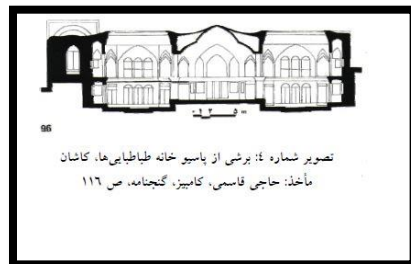 96
تصویر شماره ٤: برشی از پاسیو خانه طباطبایی‌ها، کاشان
مأخذ: حاجی قاسمی، کامبیز، گنجنامه، ص ١١٦